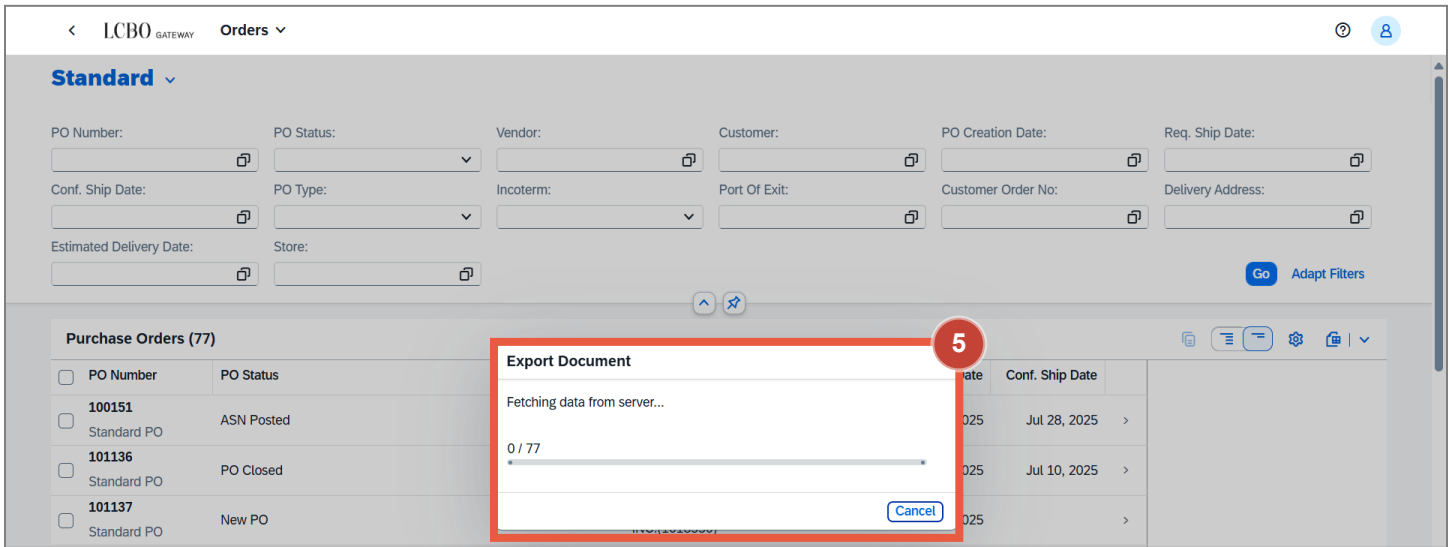 LCBO GATEWAY Orders
Standard
PO Number: PO Status: Vendor: Customer: PO Creation Date: Req. Ship Date:
Conf. Ship Date: PO Type: Incoterm: Port Of Exit: Customer Order No: Delivery Address:
Estimated Delivery Date: Store:
Go Adapt Filters
Purchase Orders (77)
5
Export Document
PO Number PO Status ate Conf. Ship Date
Fetching data from server...
100151
Standard PO
ASN Posted 025 Jul 28, 2025
0 / 77
101136
Standard PO
PO Closed 025 Jul 10, 2025
Cancel
101137
Standard PO
New PO 025